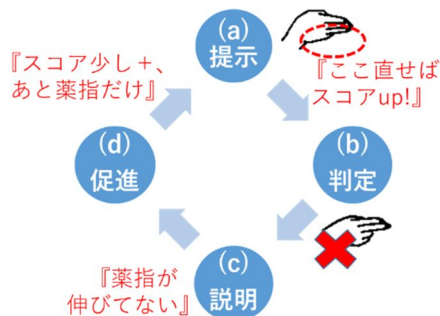 (a)
提示
『ここ直せば
スコアup!』
(b)
判定
(c)
説明
『薬指が
伸びてない』
(d)
促進
『スコア少し+、
あと薬指だけ』